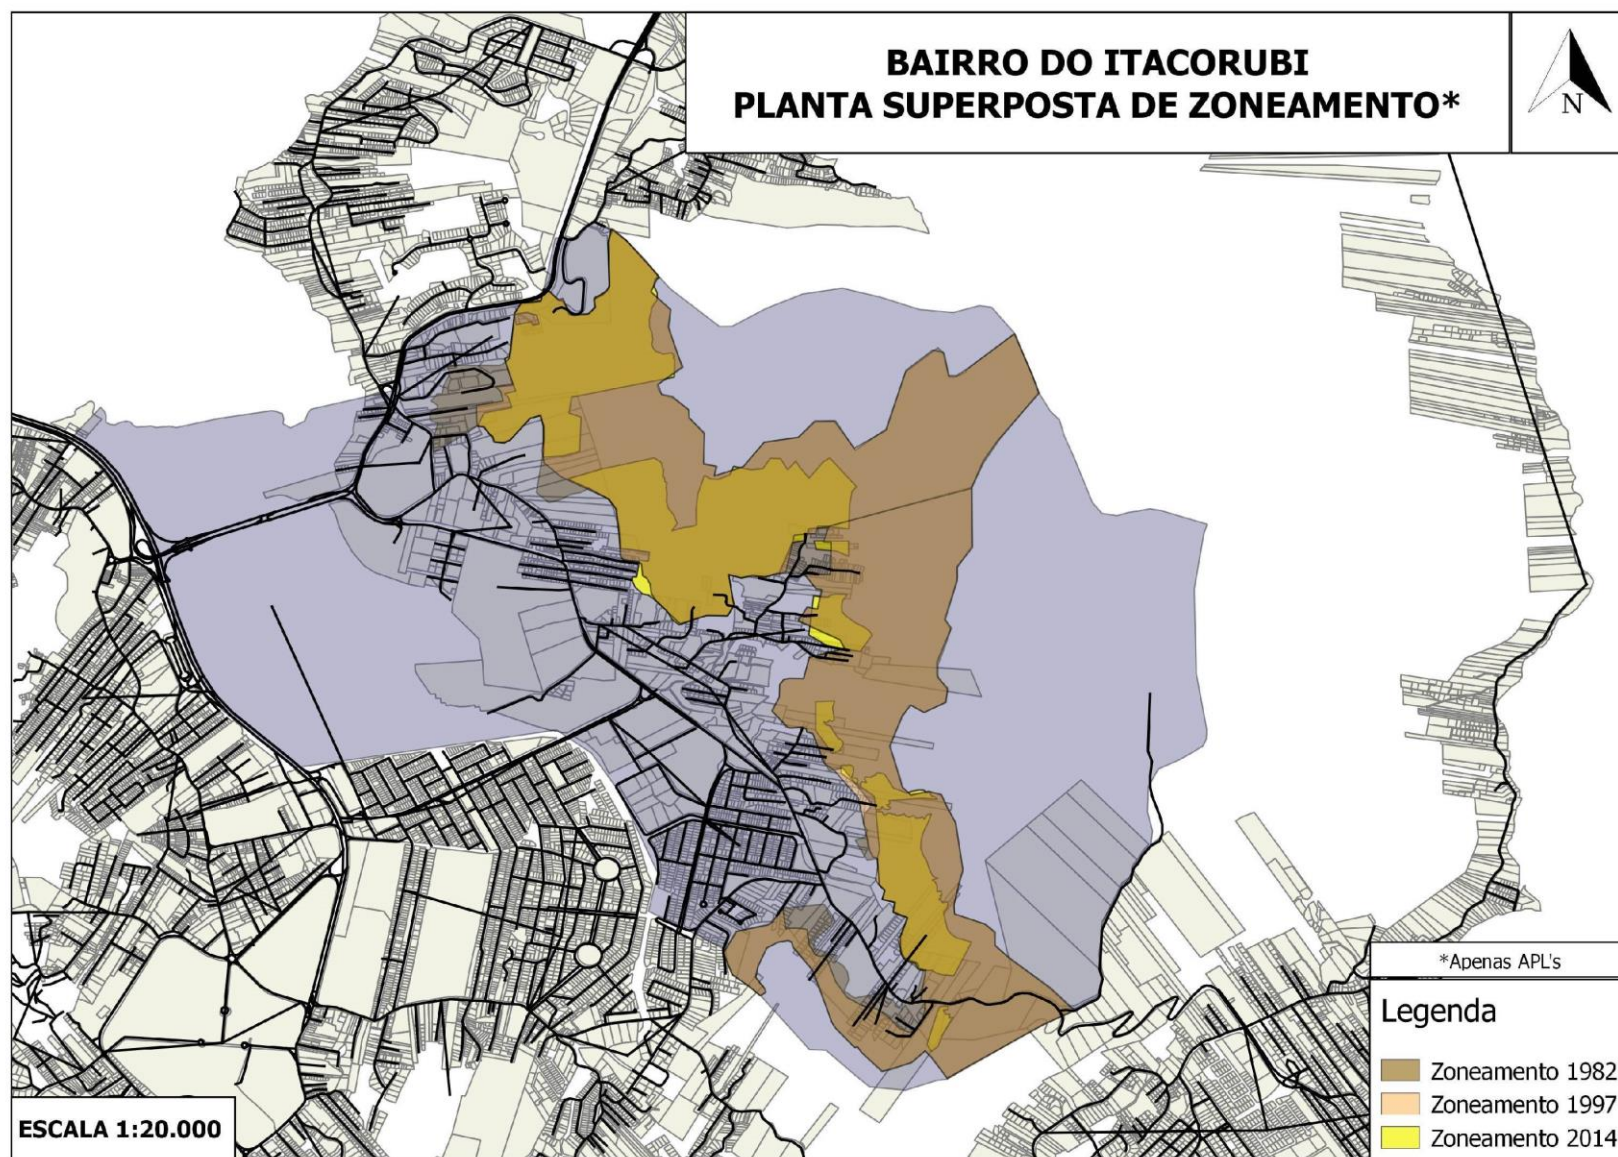 BAIRRO DO ITACORUBI
PLANTA SUPERPOSTA DE ZONEAMENTO*
N
*Apenas APL's
Legenda
Zoneamento 1982
Zoneamento 1997
Zoneamento 2014
ESCALA 1:20.000